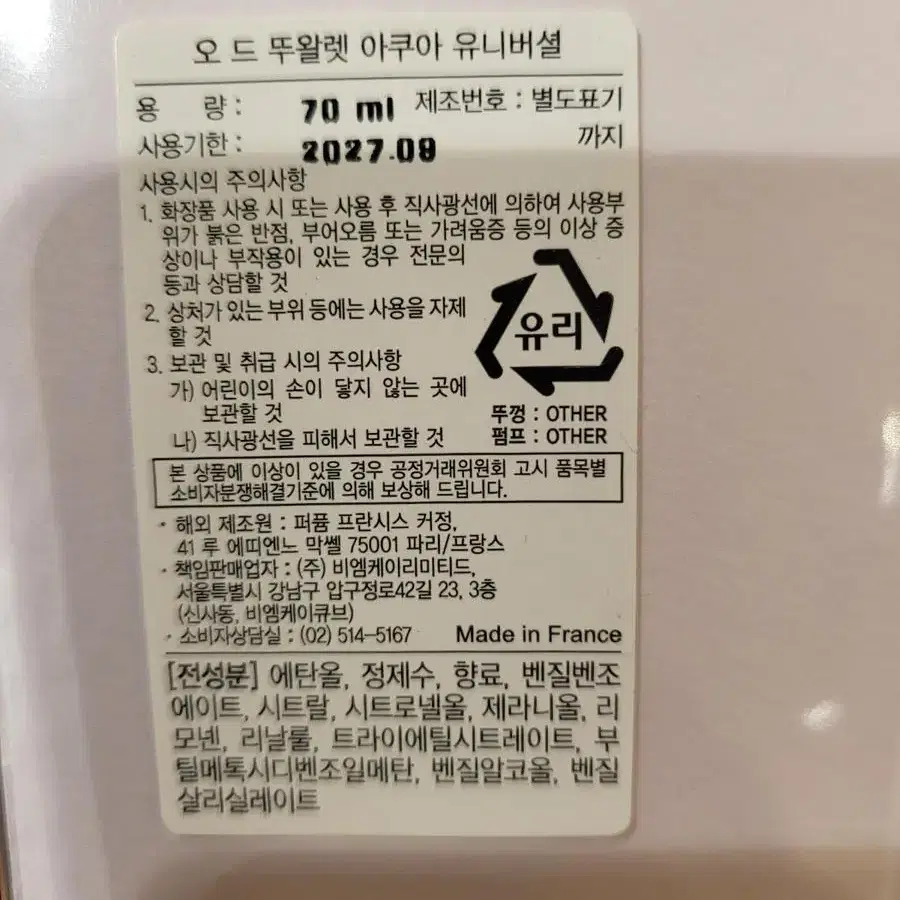 오 드 뚜왈렛 아쿠아 유니버셜
용 량 : 70 ml 제조번호 : 별도표기
사용기한 : 2027.09 까지
사용시의 주의사항
1. 화장품 사용 시 또는 사용 후 직사광선에 의하여 사용부
위가 붉은 반점, 부어오름 또는 가려움증 등의 이상 증
상이나 부작용이 있는 경우 전문의
등과 상담할 것
2. 상처가 있는 부위 등에는 사용을 자제
할 것
3. 보관 및 취급 시의 주의사항
가) 어린이의 손이 닿지 않는 곳에
보관할 것
나) 직사광선을 피해서 보관할 것
유리
뚜껑 : OTHER
펌프 : OTHER
본 상품에 이상이 있을 경우 공정거래위원회 고시 품목별
소비자분쟁해결기준에 의해 보상해 드립니다.
· 해외 제조원 : 퍼퓸 프란시스 커정,
41 루 에띠엔노 막쎌 75001 파리/프랑스
· 책임판매업자 : (주) 비엠케이리미티드,
서울특별시 강남구 압구정로42길 23, 3층
(신사동, 비엠케이큐브)
· 소비자상담실 : (02) 514-5167 Made in France
[전성분] 에탄올, 정제수, 향료, 벤질벤조
에이트, 시트랄, 시트로넬올, 제라니올, 리
모넨, 리날룰, 트라이에틸시트레이트, 부
틸메톡시디벤조일메탄, 벤질알코올, 벤질
살리실레이트